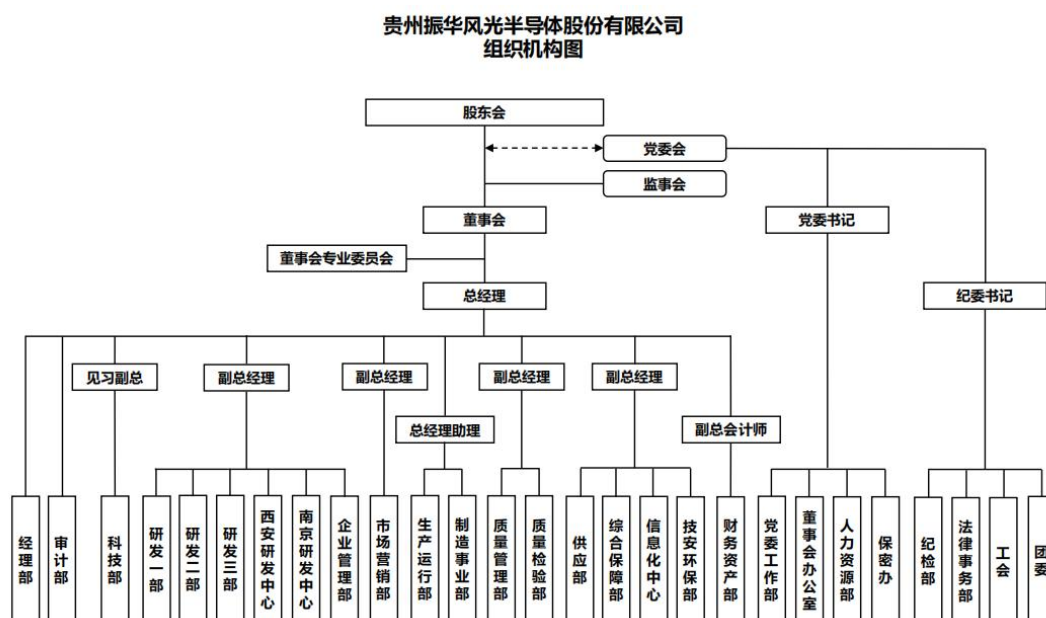 贵州振华风光半导体股份有限公司
组织机构图
股东会
党委会
监事会
董事会
党委书记
董事会专业委员会
总经理
纪委书记
见习副总
副总经理
副总经理
副总经理
副总经理
总经理助理
副总会计师
经理部
审计部
科技部
研发一部
研发二部
研发三部
西安研发中心
南京研发中心
企业管理部
市场营销部
生产运行部
制造事业部
质量管理部
质量检验部
供应部
综合保障部
信息化中心
技安环保部
财务资产部
党委工作部
董事会办公室
人力资源部
保密办
纪检部
法律事务部
工会
团委